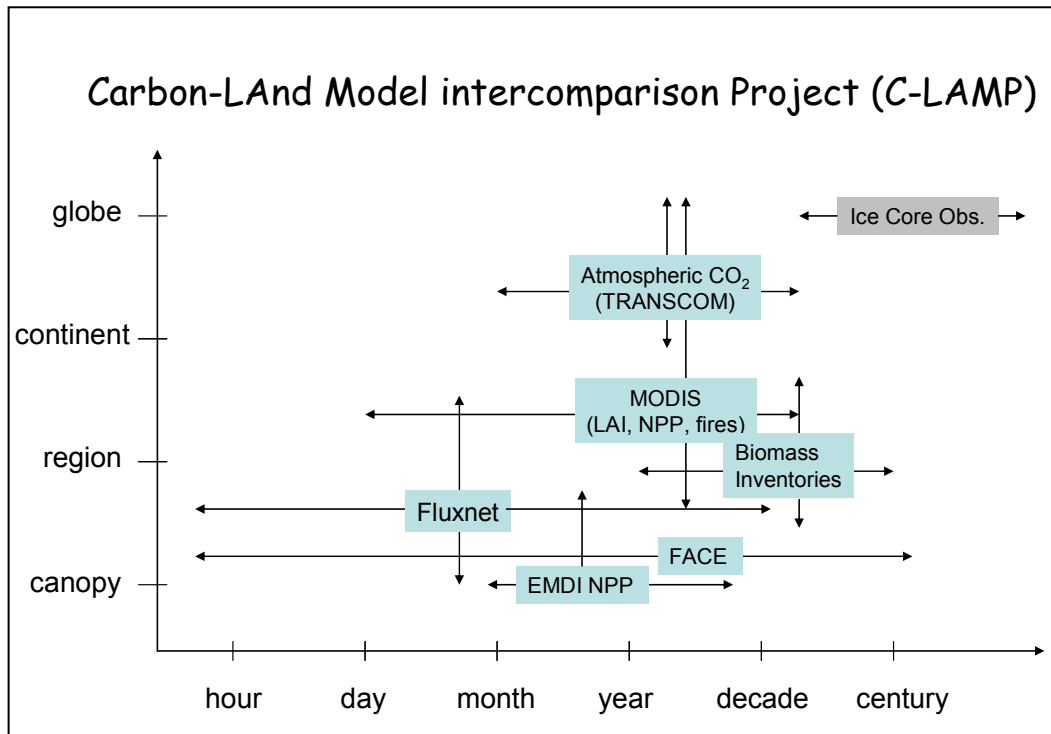 Carbon-LAnd Model intercomparison Project (C-LAMP)
globe
Ice Core Obs.
Atmospheric CO₂
(TRANSCOM)
continent
MODIS
(LAI, NPP, fires)
region
Biomass
Inventories
Fluxnet
FACE
canopy
EMDI NPP
hour day month year decade century